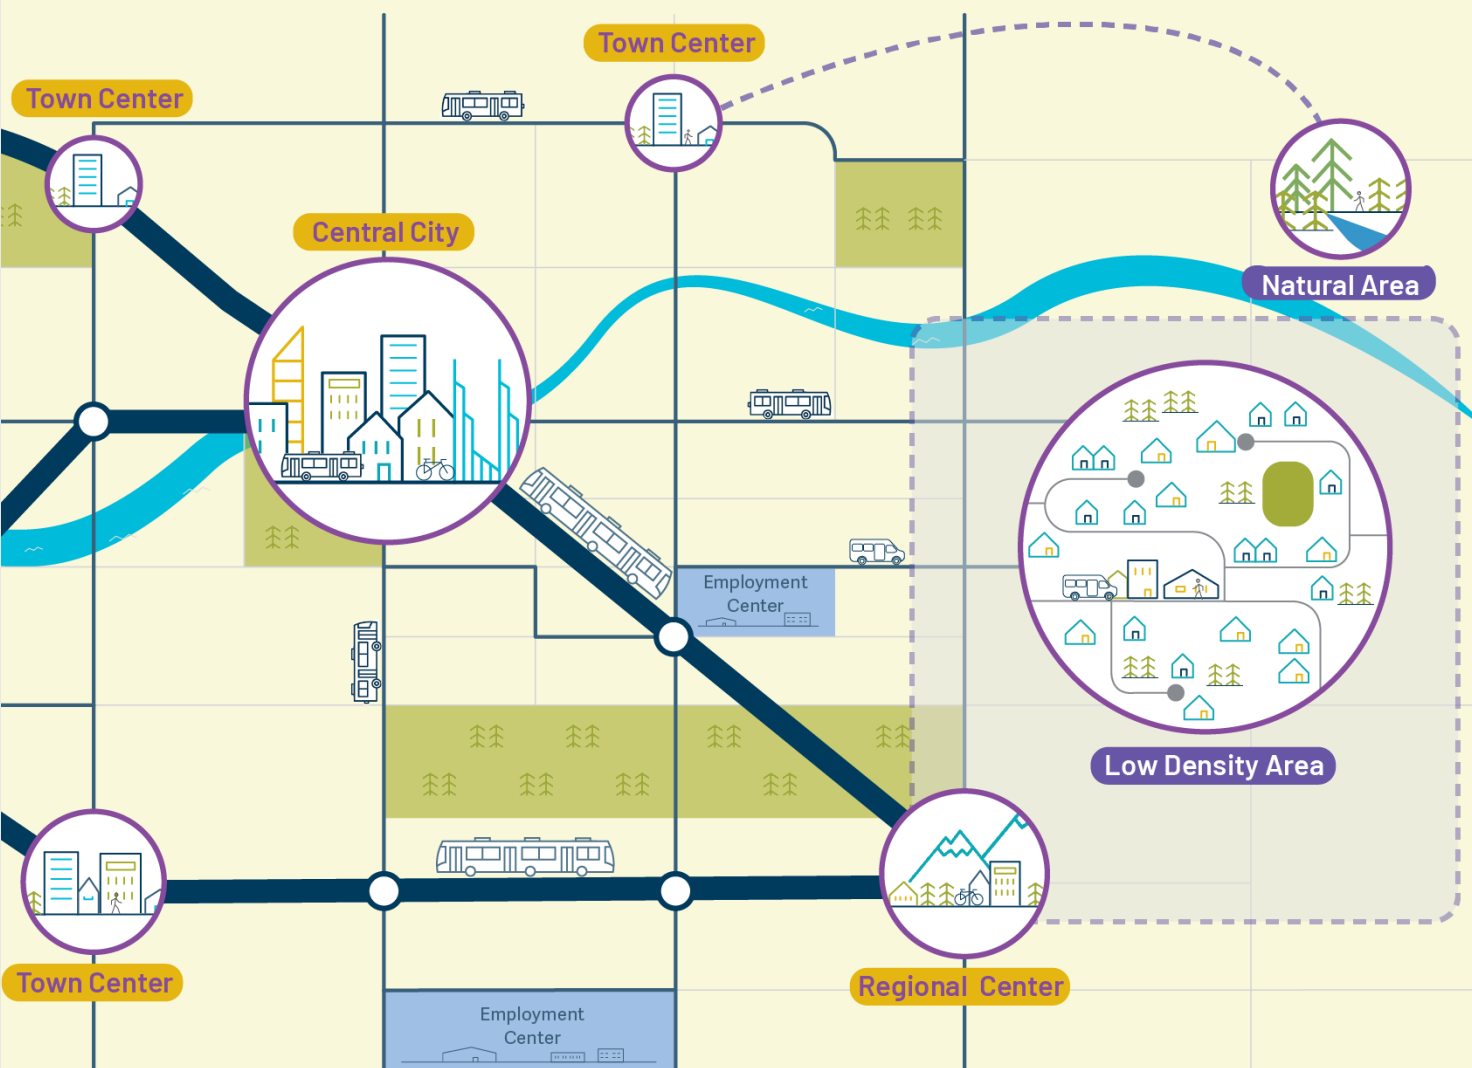 Town Center
Town Center
Central City
Natural Area
Employment
Center
Low Density Area
Town Center
Regional Center
Employment
Center